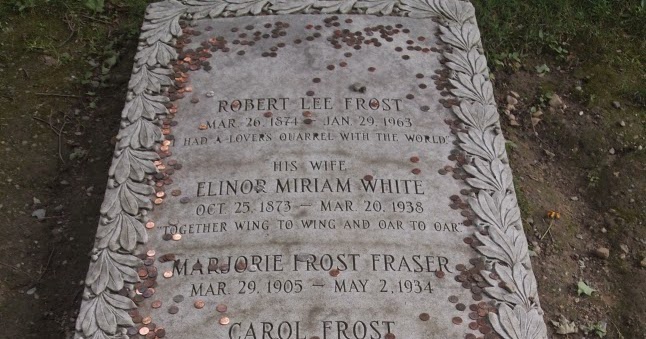 ROBERT LEE FROST
MAR. 26, 1874 — JAN. 29, 1963
"HAD A LOVERS QUARREL WITH THE WORLD."
HIS WIFE
ELINOR MIRIAM WHITE
OCT. 25, 1873 — MAR. 20, 1938
"TOGETHER WING TO WING AND OAR TO OAR"
MARJORIE FROST FRASER
MAR. 29, 1905 — MAY 2, 1934
CAROL FROST